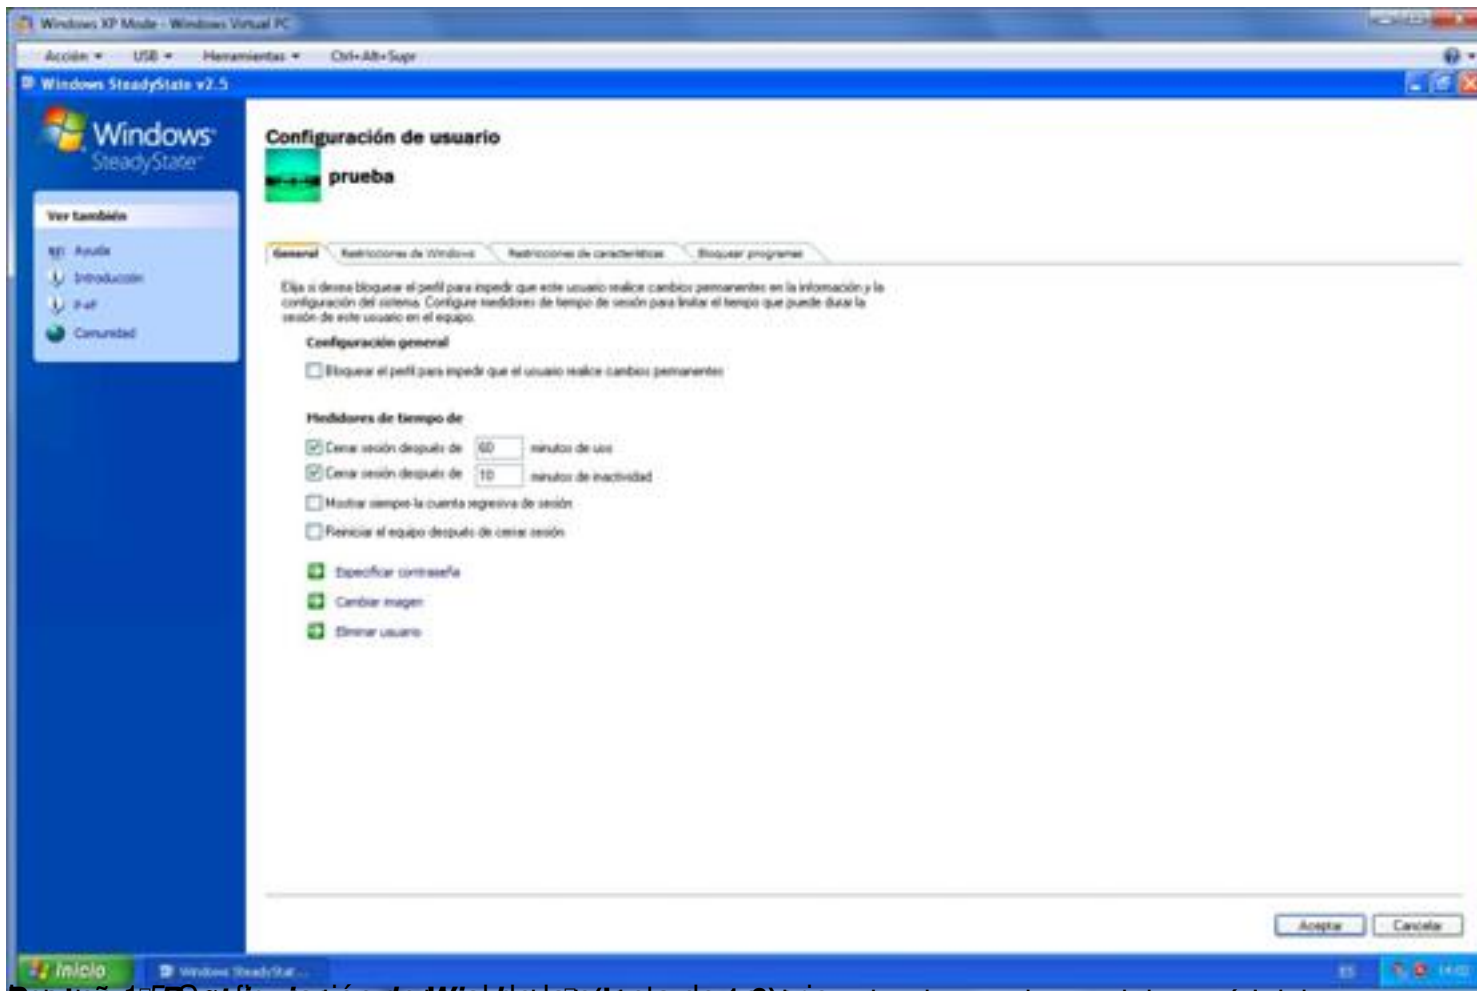 Windows XP Mode - Windows Virtual PC
Acción USB Herramientas Ctrl+Alt+Supr
Windows SteadyState v2.5
Windows
SteadyState
Configuración de usuario
prueba
Ver también
Ayuda
Introducción
P+F
Comunidad
General Restricciones de Windows Restricciones de características Bloquear programas
Elija si desea bloquear el perfil para impedir que este usuario realice cambios permanentes en la información y la
configuración del sistema. Configure medidores de tiempo de sesión para limitar el tiempo que puede durar la
sesión de este usuario en el equipo.
Configuración general
Bloquear el perfil para impedir que el usuario realice cambios permanentes
Medidores de tiempo de
Cerrar sesión después de 60 minutos de uso
Cerrar sesión después de 10 minutos de inactividad
Mostrar siempre la cuenta regresiva de sesión
Reiniciar el equipo después de cerrar sesión
Especificar contraseña
Cambiar imagen
Eliminar usuario
Aceptar Cancelar
Inicio Windows SteadyStat... ES